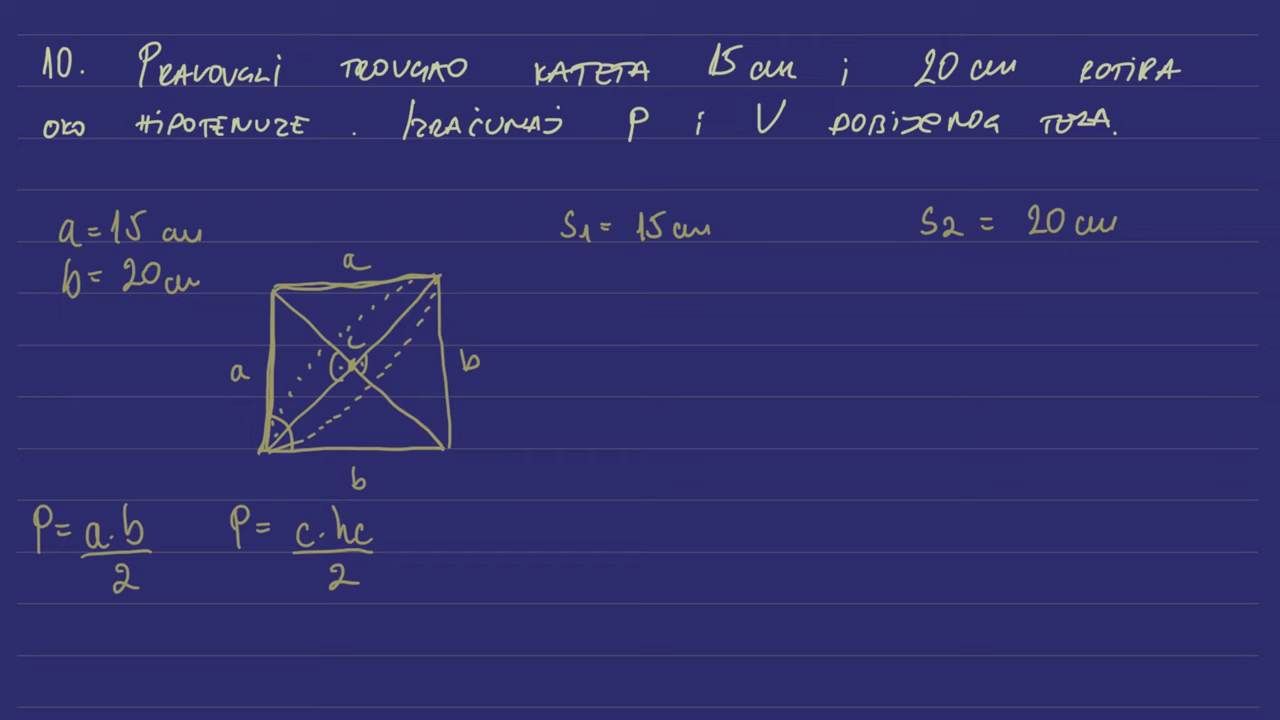 10. PRAVOUGLI TROUGAO KATETA 15 cm i 20 cm ROTIRA
OKO HIPOTENUZE. IZRAČUNAJ P i V DOBIJENOG TELA.
a = 15 cm
b = 20 cm
S1 = 15 cm
S2 = 20 cm
a
c
a
b
b
P = a·b / 2
P = c·hc / 2